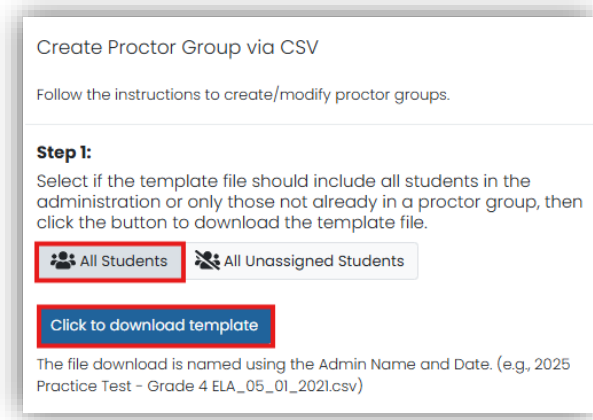 Create Proctor Group via CSV
Follow the instructions to create/modify proctor groups.
Step 1:
Select if the template file should include all students in the
administration or only those not already in a proctor group, then
click the button to download the template file.
All Students All Unassigned Students
Click to download template
The file download is named using the Admin Name and Date. (e.g., 2025
Practice Test - Grade 4 ELA_05_01_2021.csv)